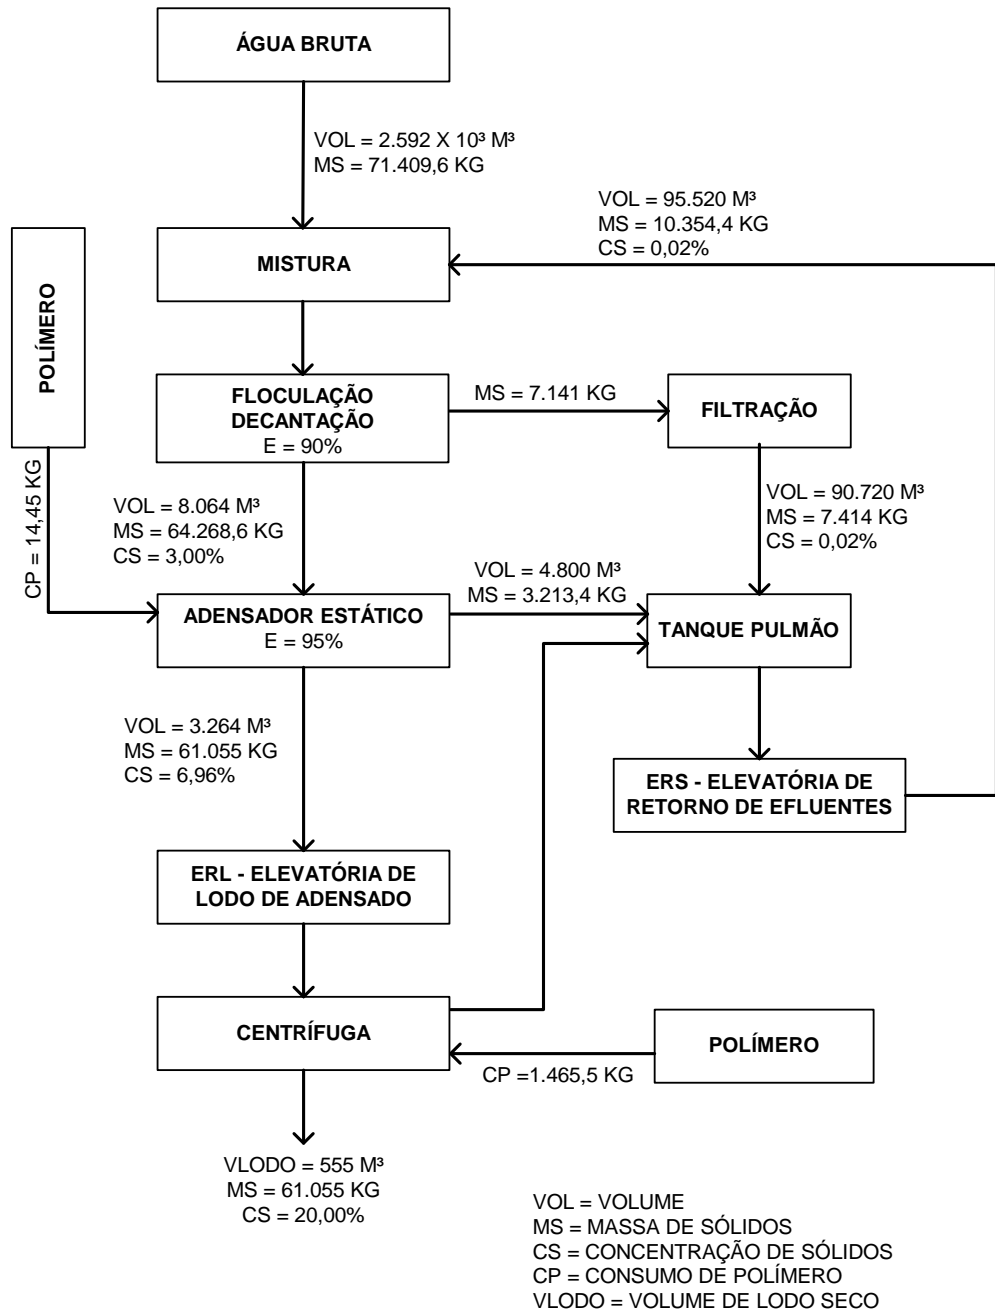 ÁGUA BRUTA
VOL = 2.592 X 10³ M³
MS = 71.409,6 KG
VOL = 95.520 M³
MS = 10.354,4 KG
CS = 0,02%
MISTURA
POLÍMERO
CP = 14,45 KG
FLOCULAÇÃO
DECANTAÇÃO
E = 90%
MS = 7.141 KG
FILTRAÇÃO
VOL = 8.064 M³
MS = 64.268,6 KG
CS = 3,00%
VOL = 90.720 M³
MS = 7.414 KG
CS = 0,02%
VOL = 4.800 M³
MS = 3.213,4 KG
ADENSADOR ESTÁTICO
E = 95%
TANQUE PULMÃO
VOL = 3.264 M³
MS = 61.055 KG
CS = 6,96%
ERS - ELEVATÓRIA DE
RETORNO DE EFLUENTES
ERL - ELEVATÓRIA DE
LODO DE ADENSADO
CENTRÍFUGA
POLÍMERO
CP =1.465,5 KG
VLODO = 555 M³
MS = 61.055 KG
CS = 20,00%
VOL = VOLUME
MS = MASSA DE SÓLIDOS
CS = CONCENTRAÇÃO DE SÓLIDOS
CP = CONSUMO DE POLÍMERO
VLODO = VOLUME DE LODO SECO